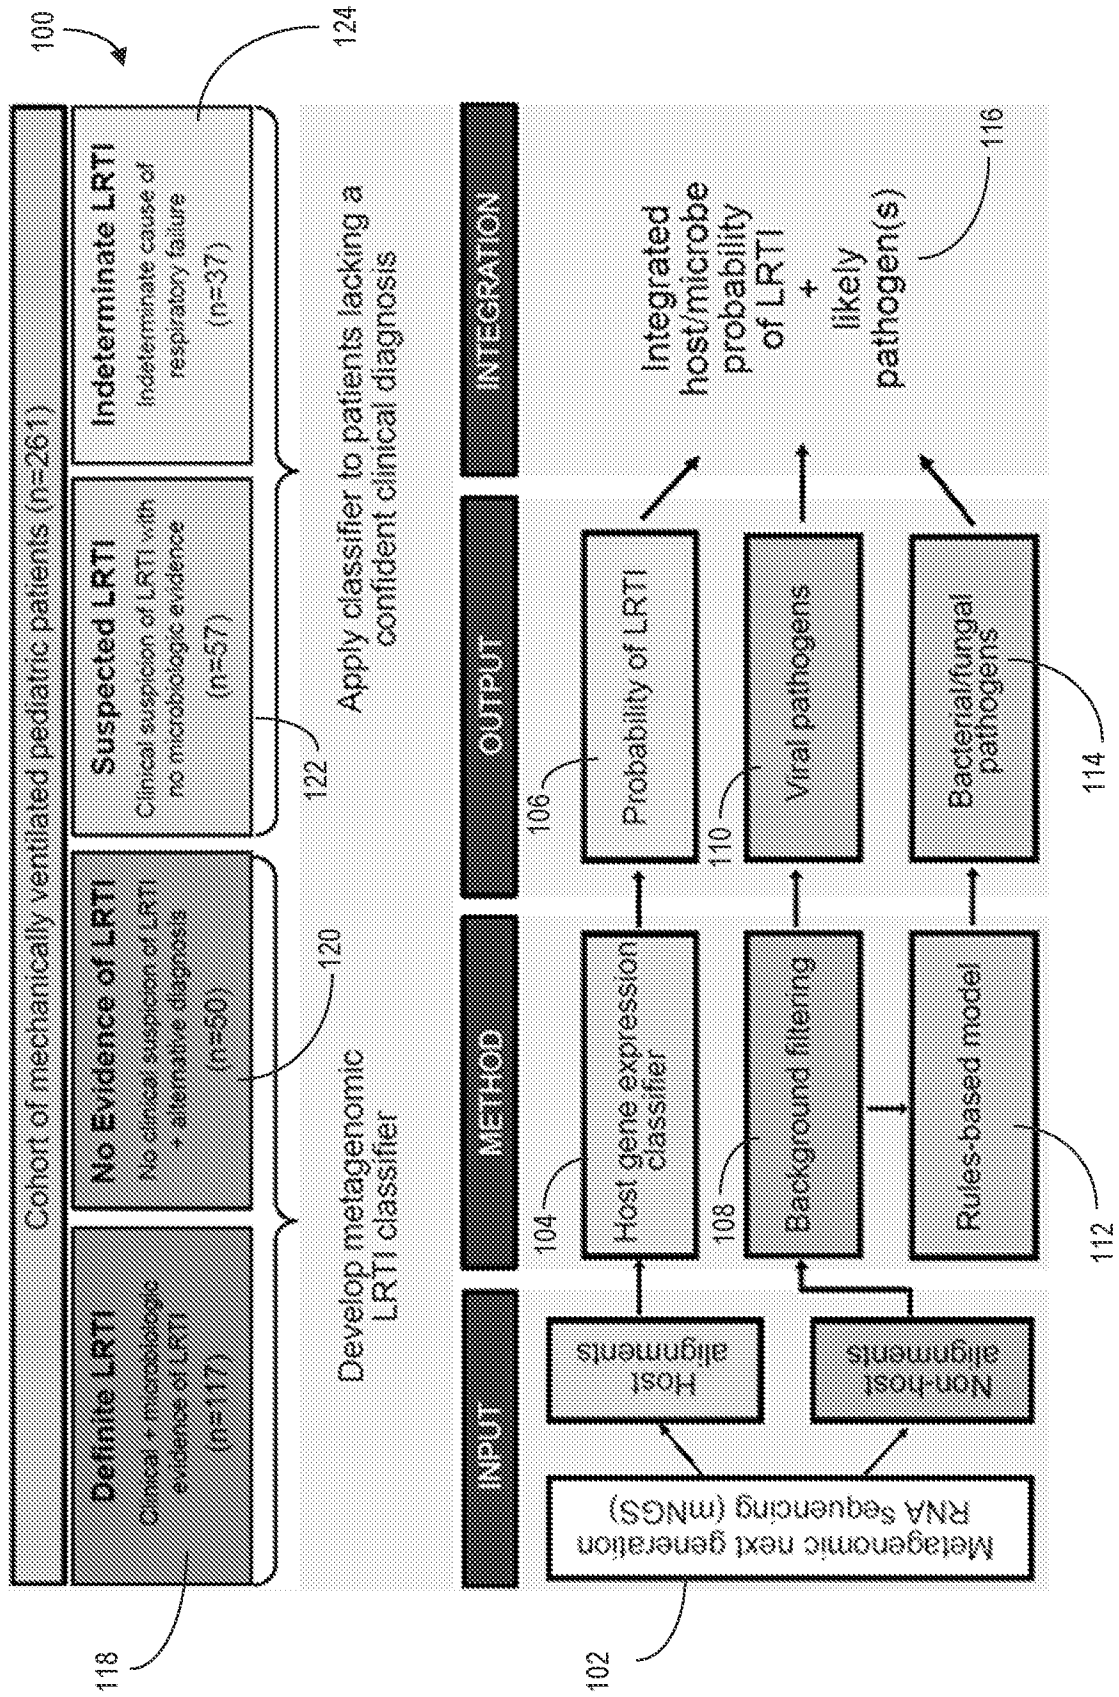 100
Cohort of mechanically ventilated pediatric patients (n=261)
Definite LRTI
Clinical + microbiologic
evidence of LRTI
(n=117)
118
No Evidence of LRTI
No clinical suspicion of LRTI
+ alternative diagnosis
(n=50)
120
Suspected LRTI
Clinical suspicion of LRTI with
no microbiologic evidence
(n=57)
122
Indeterminate LRTI
Indeterminate cause of
respiratory failure
(n=37)
124
Develop metagenomic
LRTI classifier
Apply classifier to patients lacking a
confident clinical diagnosis
INPUT
METHOD
OUTPUT
INTEGRATION
102
Metagenomic next generation
RNA Sequencing (mNGS)
Host
alignments
Non-host
alignments
104
Host gene expression
classifier
108
Background filtering
Rules-based model
112
106
Probability of LRTI
110
Viral pathogens
Bacterial/fungal
pathogens
114
Integrated
host/microbe
probability
of LRTI
+
likely
pathogen(s)
116